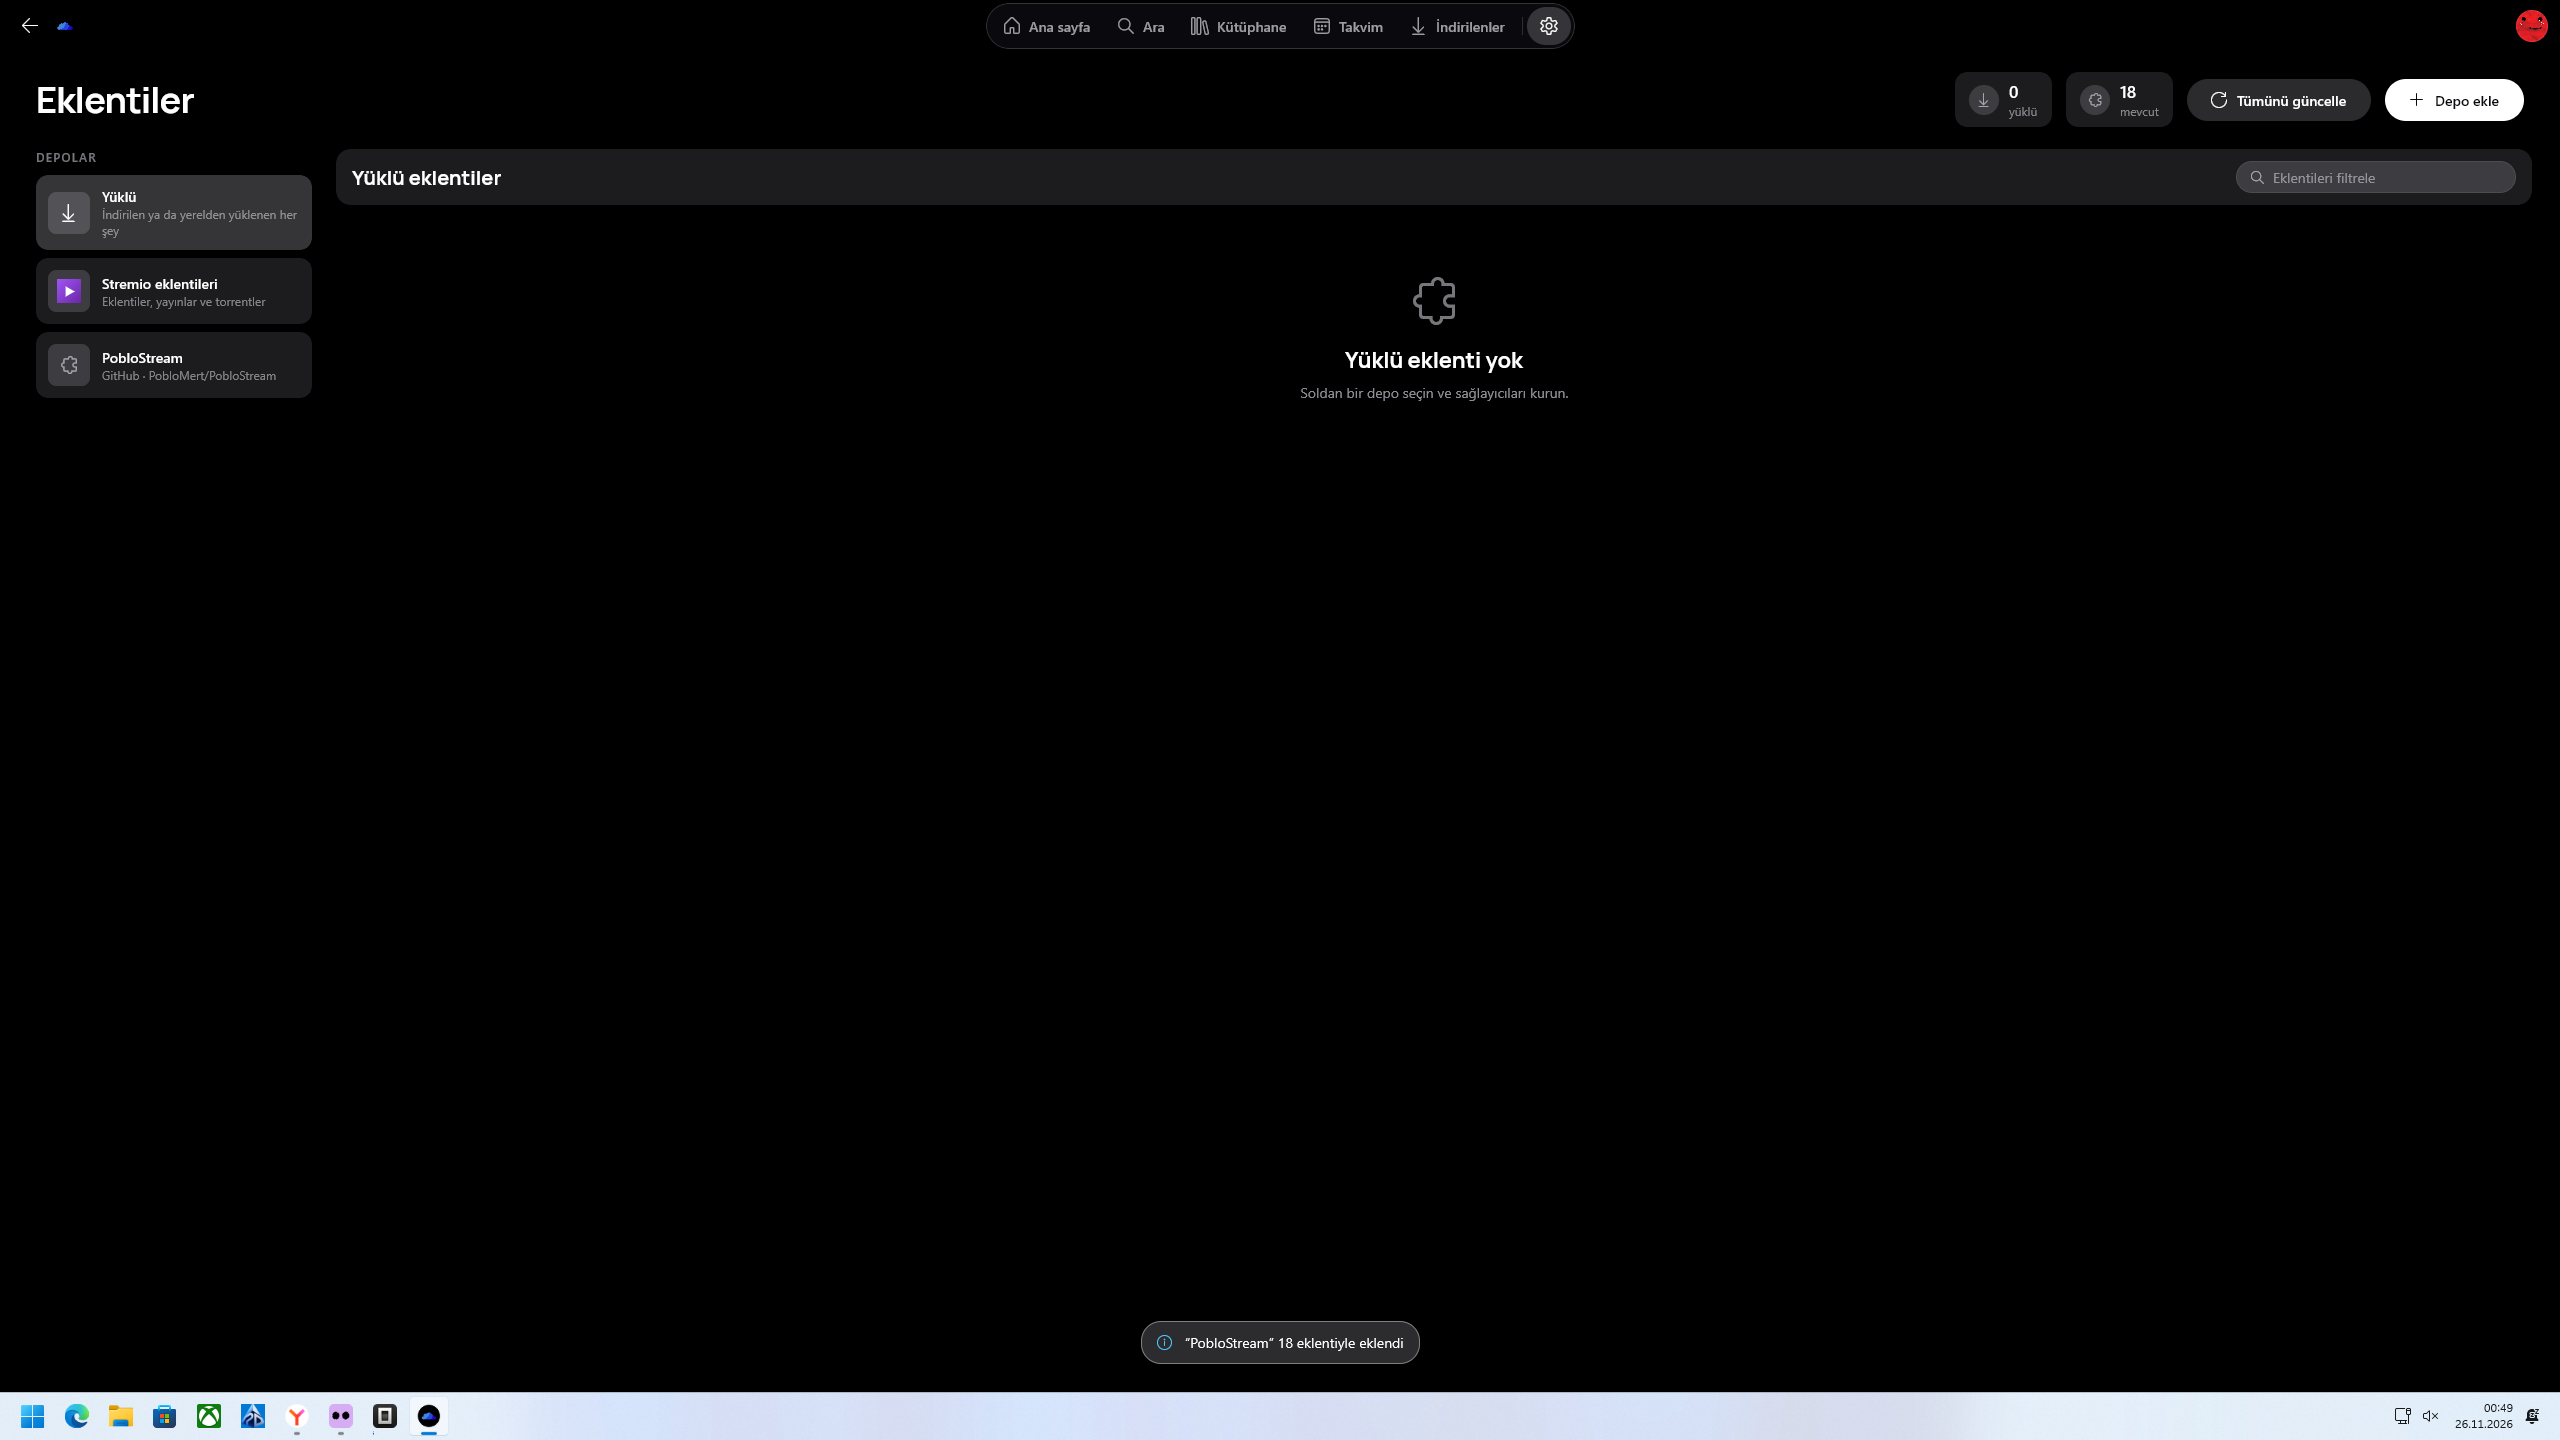 Ana sayfa
Ara
Kütüphane
Takvim
İndirilenler
Eklentiler
0
yüklü
18
mevcut
Tümünü güncelle
Depo ekle
DEPOLAR
Yüklü
İndirilen ya da yerelden yüklenen her
şey
Stremio eklentileri
Eklentiler, yayınlar ve torrentler
PobloStream
GitHub · PobloMert/PobloStream
Yüklü eklentiler
Eklentileri filtrele
Yüklü eklenti yok
Soldan bir depo seçin ve sağlayıcıları kurun.
“PobloStream” 18 eklentiyle eklendi
00:49
26.11.2026